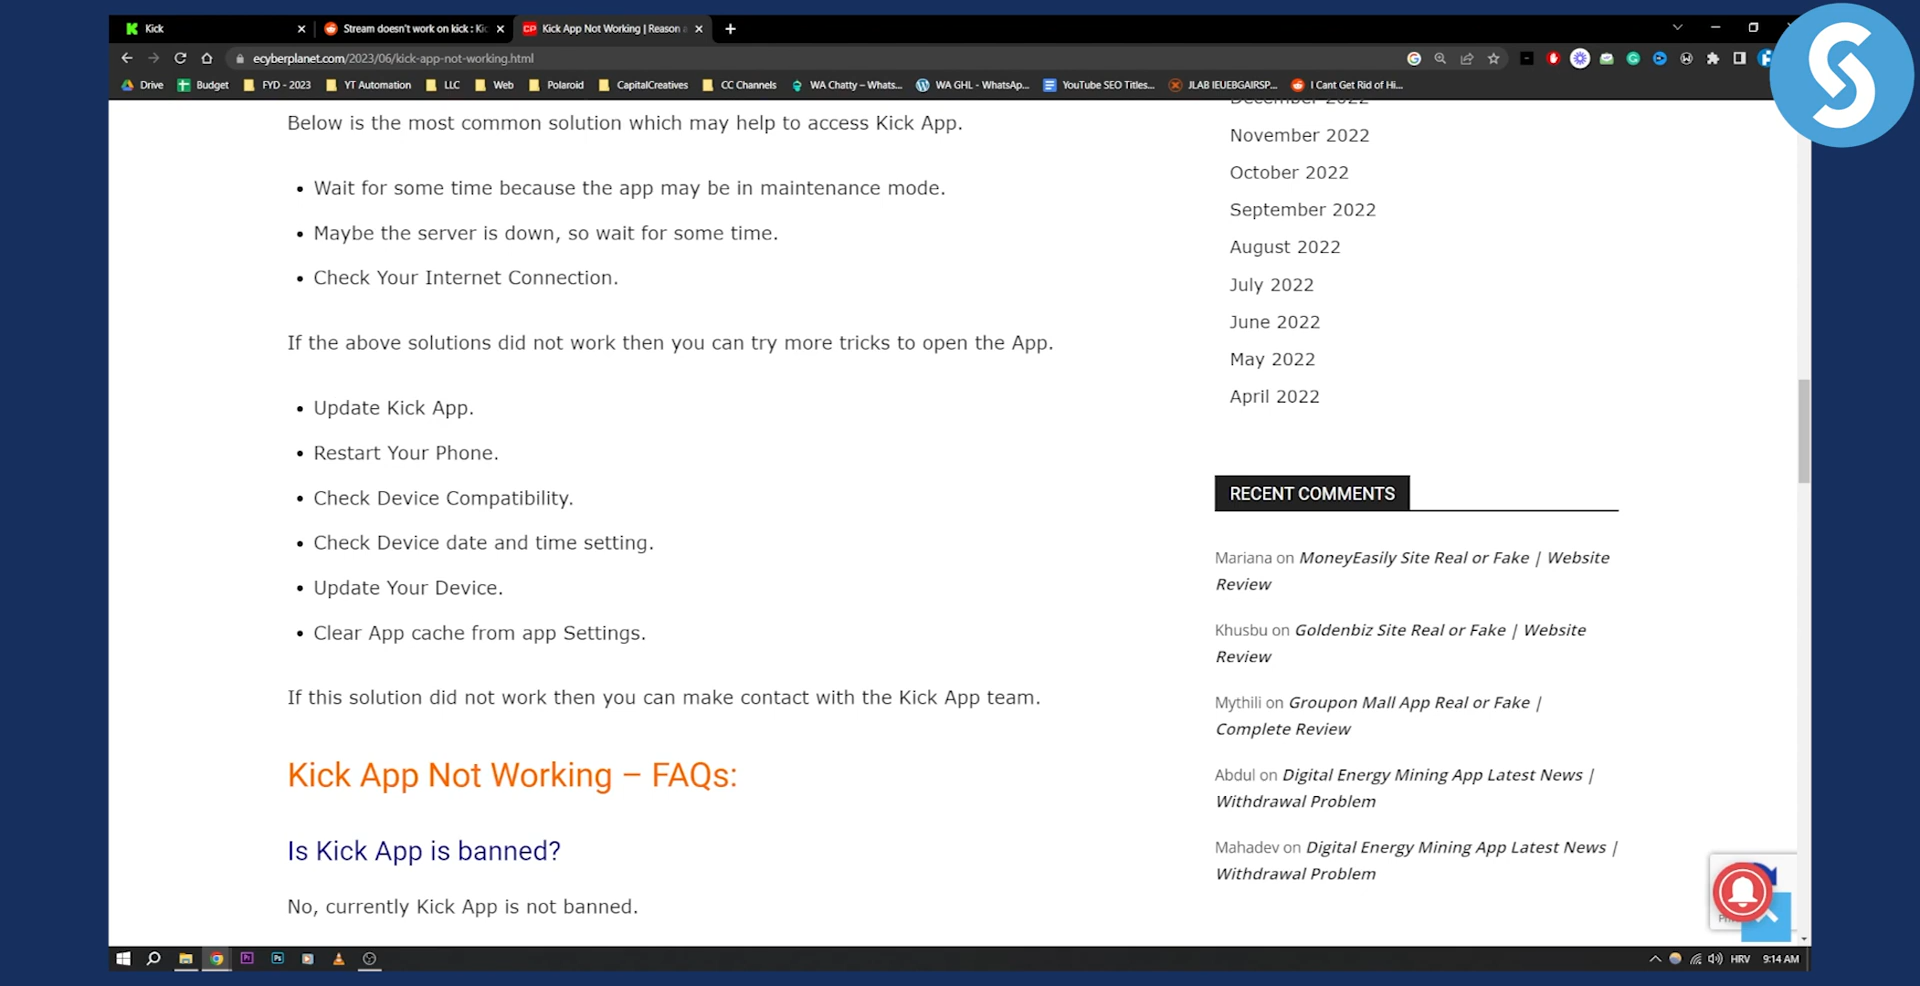 Kick
Stream doesn't work on kick : Kic
CP
Kick App Not Working | Reason a
ecyberplanet.com/2023/06/kick-app-not-working.html
Drive
Budget
FYD - 2023
YT Automation
LLC
Web
Polaroid
CapitalCreatives
CC Channels
WA Chatty – Whats...
WA GHL - WhatsAp...
YouTube SEO Titles...
JLAB IEUEBGAIRSP...
I Cant Get Rid of Hi...
Below is the most common solution which may help to access Kick App.
• Wait for some time because the app may be in maintenance mode.
• Maybe the server is down, so wait for some time.
• Check Your Internet Connection.
If the above solutions did not work then you can try more tricks to open the App.
• Update Kick App.
• Restart Your Phone.
• Check Device Compatibility.
• Check Device date and time setting.
• Update Your Device.
• Clear App cache from app Settings.
If this solution did not work then you can make contact with the Kick App team.
Kick App Not Working – FAQs:
Is Kick App is banned?
No, currently Kick App is not banned.
December 2022
November 2022
October 2022
September 2022
August 2022
July 2022
June 2022
May 2022
April 2022
RECENT COMMENTS
Mariana on MoneyEasily Site Real or Fake | Website
Review
Khusbu on Goldenbiz Site Real or Fake | Website
Review
Mythili on Groupon Mall App Real or Fake |
Complete Review
Abdul on Digital Energy Mining App Latest News |
Withdrawal Problem
Mahadev on Digital Energy Mining App Latest News |
Withdrawal Problem
Pr
Ps
HRV
9:14 AM